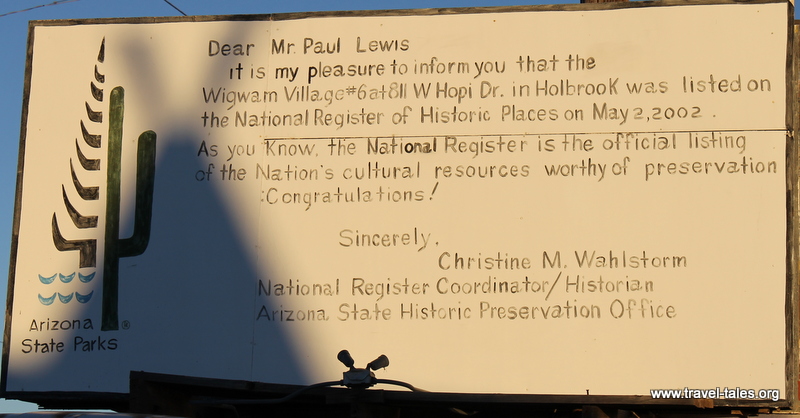 Dear Mr. Paul Lewis
it is my pleasure to inform you that the
Wigwam Village #6 at 811 W Hopi Dr. in Holbrook was listed on
the National Register of Historic Places on May 2, 2002 .
As you Know, the National Register is the official listing
of the Nation's cultural resources worthy of preservation
:Congratulations!
Sincerely.
Christine M. Wahlstorm
National Register Coordinator/Historian
Arizona State Historic Preservation Office
Arizona ®
State Parks
www.travel-tales.org